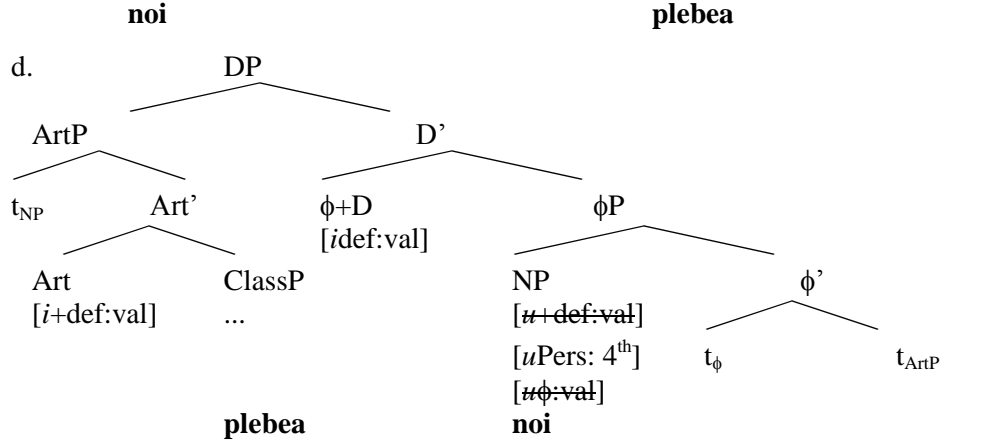 noi plebea
d. DP
ArtP D’
tNP Art’ ϕ+D ϕP
[idef:val]
Art ClassP NP ϕ’
[i+def:val] ... [u+def:val]
[uPers: 4th] tϕ tArtP
[uϕ:val]
plebea noi